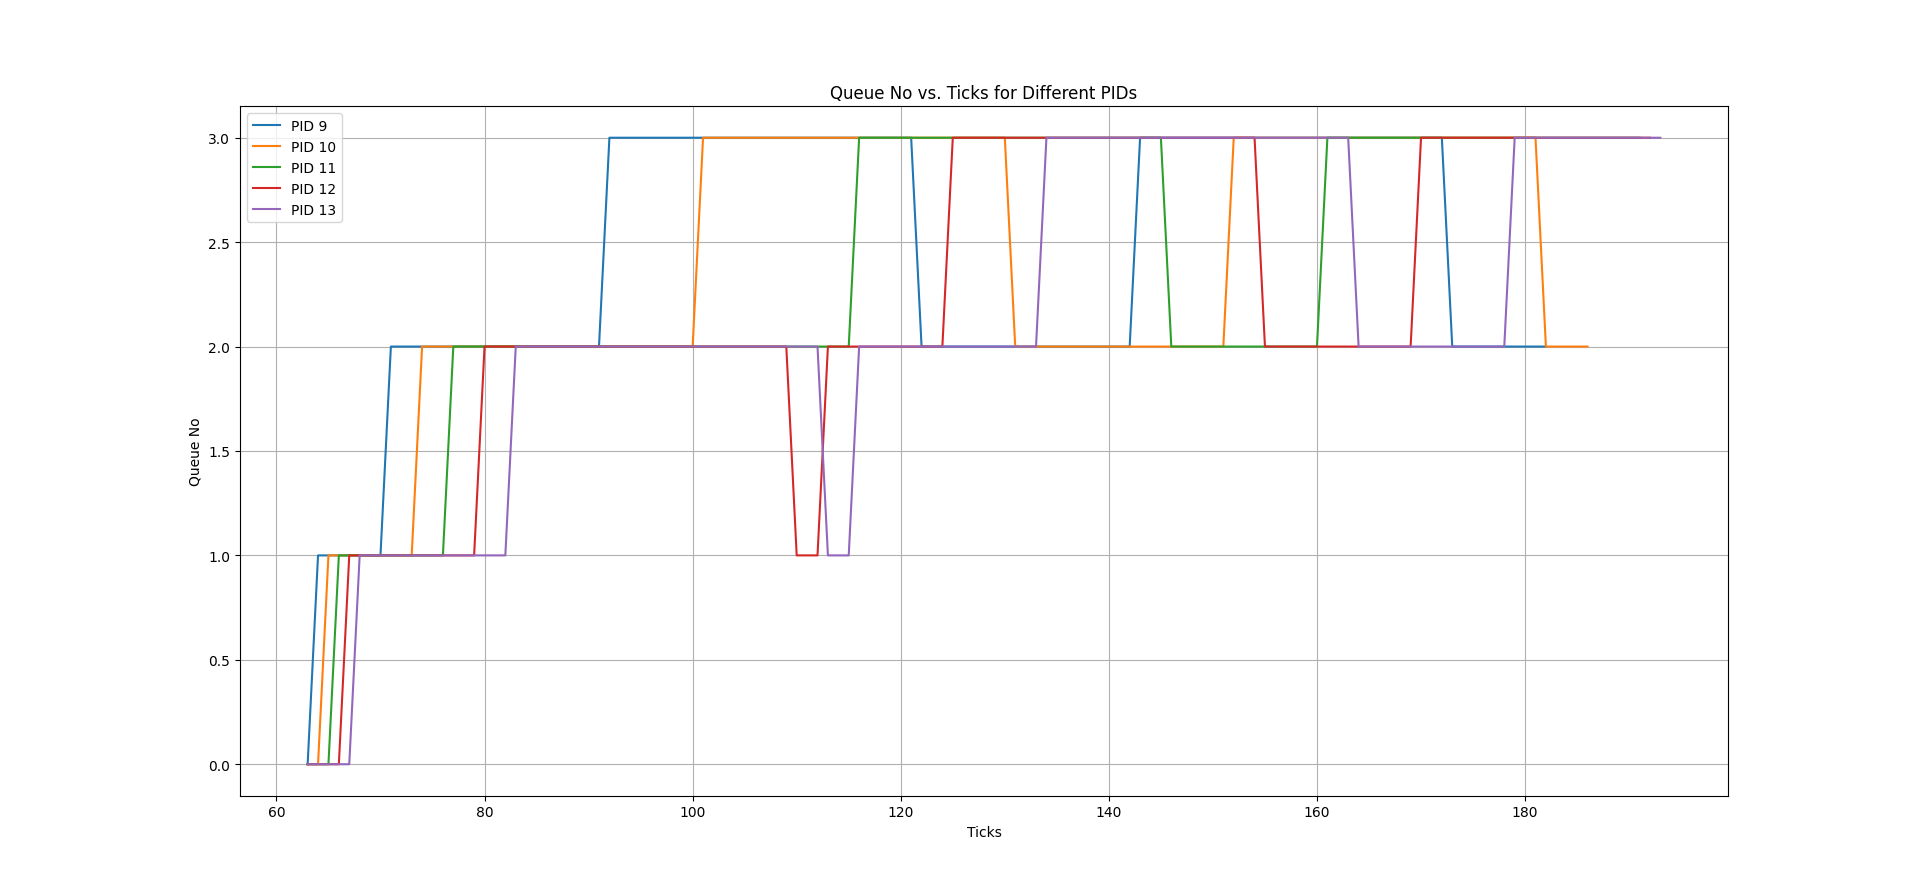 Queue No vs. Ticks for Different PIDs
PID 9
PID 10
PID 11
PID 12
PID 13
3.0
2.5
2.0
1.5
1.0
0.5
0.0
Queue No
60 80 100 120 140 160 180
Ticks